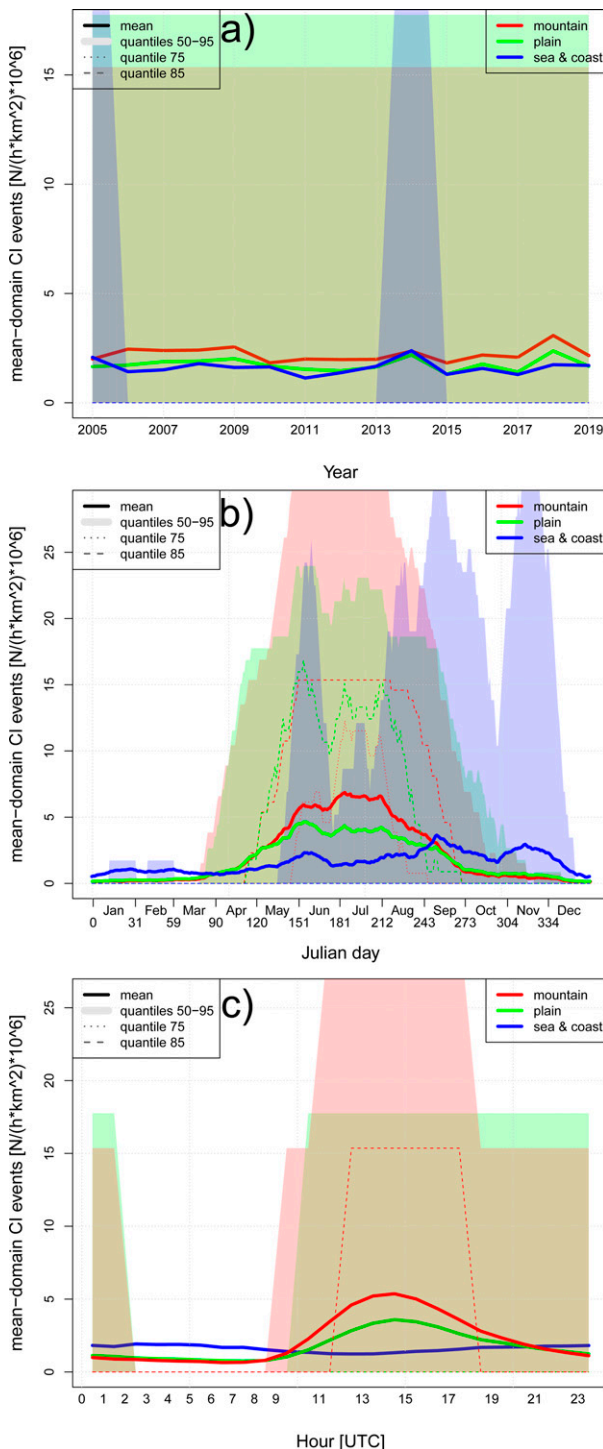 a)
mean
quantiles 50−95
quantile 75
quantile 85
mountain
plain
sea & coast
mean−domain CI events [N/(h*km^2)*10^6]
15
10
5
0
2005 2007 2009 2011 2013 2015 2017 2019
Year
b)
mean
quantiles 50−95
quantile 75
quantile 85
mountain
plain
sea & coast
mean−domain CI events [N/(h*km^2)*10^6]
25
20
15
10
5
0
Jan Feb Mar Apr May Jun Jul Aug Sep Oct Nov Dec
0 31 59 90 120 151 181 212 243 273 304 334
Julian day
c)
mean
quantiles 50−95
quantile 75
quantile 85
mountain
plain
sea & coast
mean−domain CI events [N/(h*km^2)*10^6]
25
20
15
10
5
0
0 1 2 3 4 5 6 7 8 9 11 13 15 17 19 21 23
Hour [UTC]